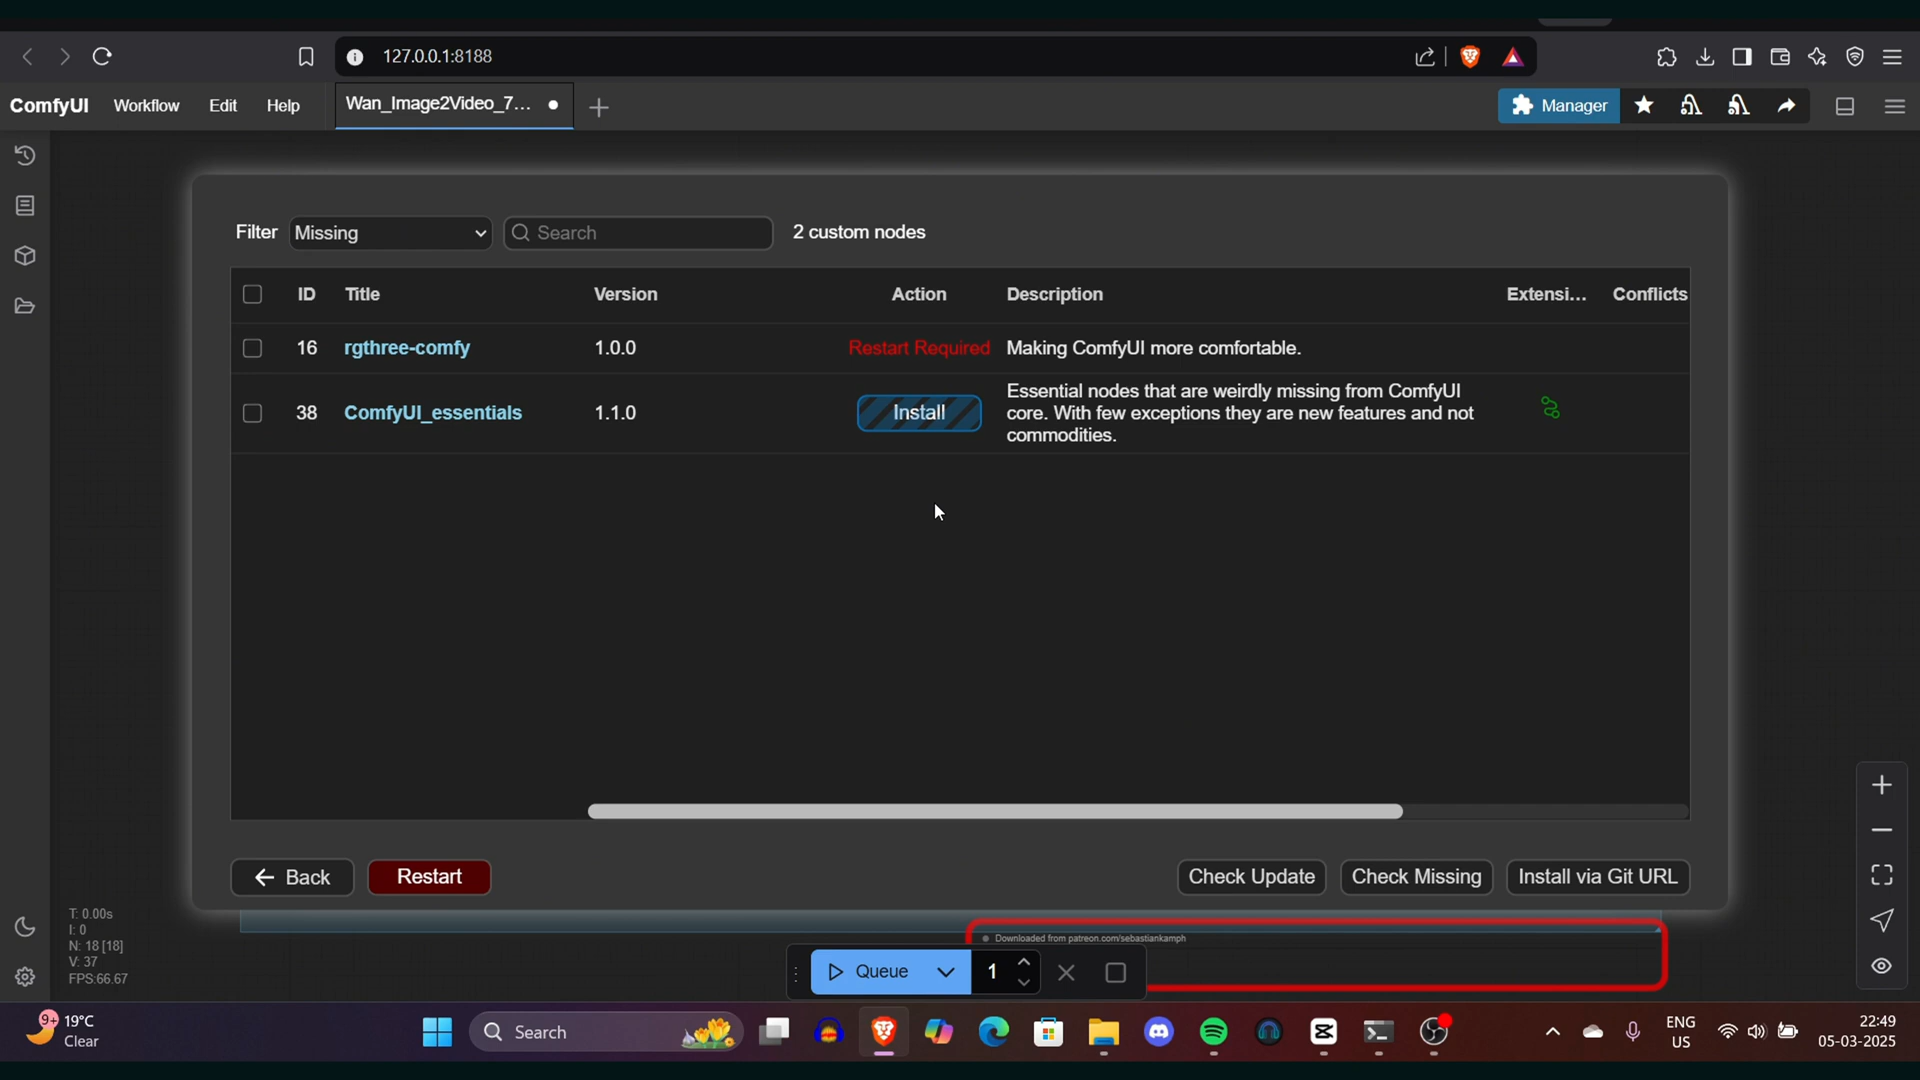 127.0.0.1:8188
ComfyUI Workflow Edit Help Wan_Image2Video_7... Manager
Filter Missing Search 2 custom nodes
ID Title Version Action Description Extensi... Conflicts
16 rgthree-comfy 1.0.0 Restart Required Making ComfyUI more comfortable.
38 ComfyUI_essentials 1.1.0 Install Essential nodes that are weirdly missing from ComfyUI
core. With few exceptions they are new features and not
commodities.
Back Restart Check Update Check Missing Install via Git URL
T: 0.00s
I: 0
N: 18 [18]
V: 37
FPS:66.67
Downloaded from patreon.com/sebastiankamph
Queue 1
9+ 19°C
Clear
Search
ENG
US
22:49
05-03-2025